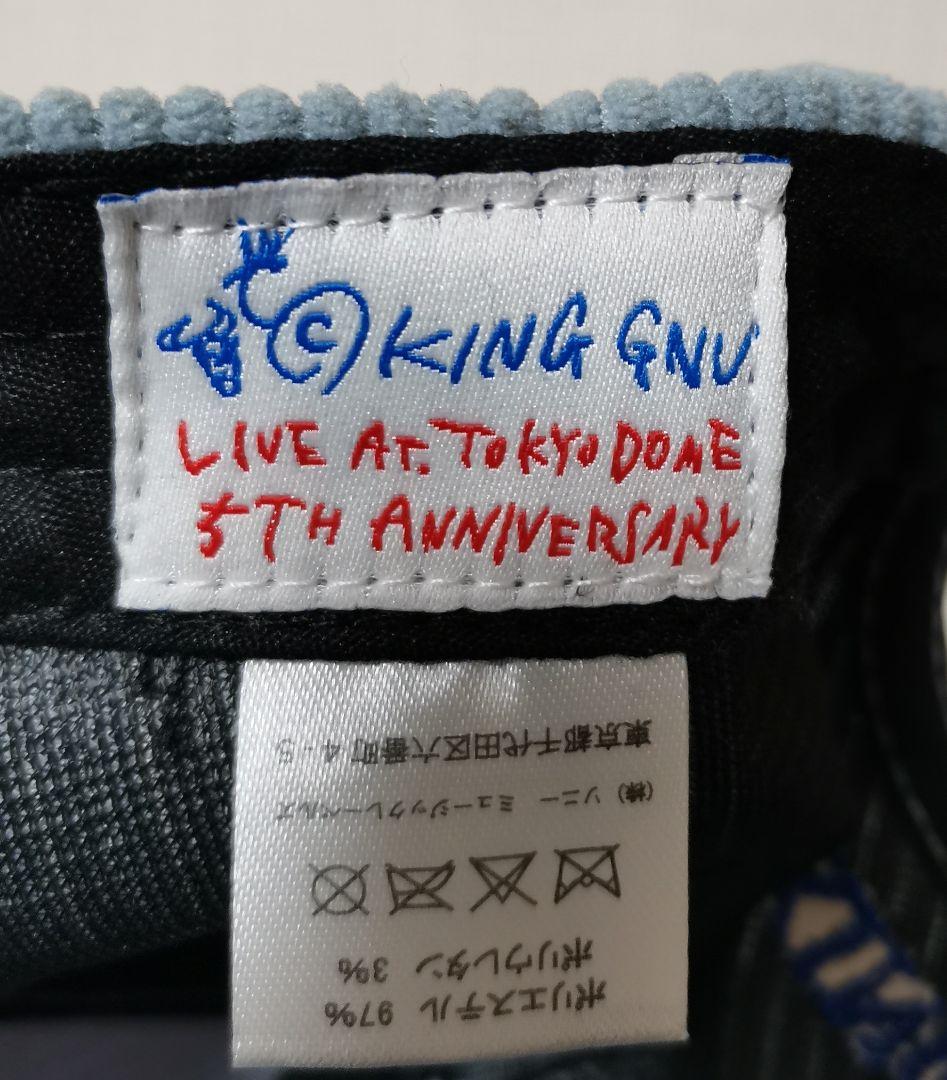 © KING GNU
LIVE AT. TOKYO DOME
5TH ANNIVERSARY
ポリエステル 97%
ポリウレタン 3%
(株) ソニー ミュージックレーベルズ
東京都千代田区六番町4-5